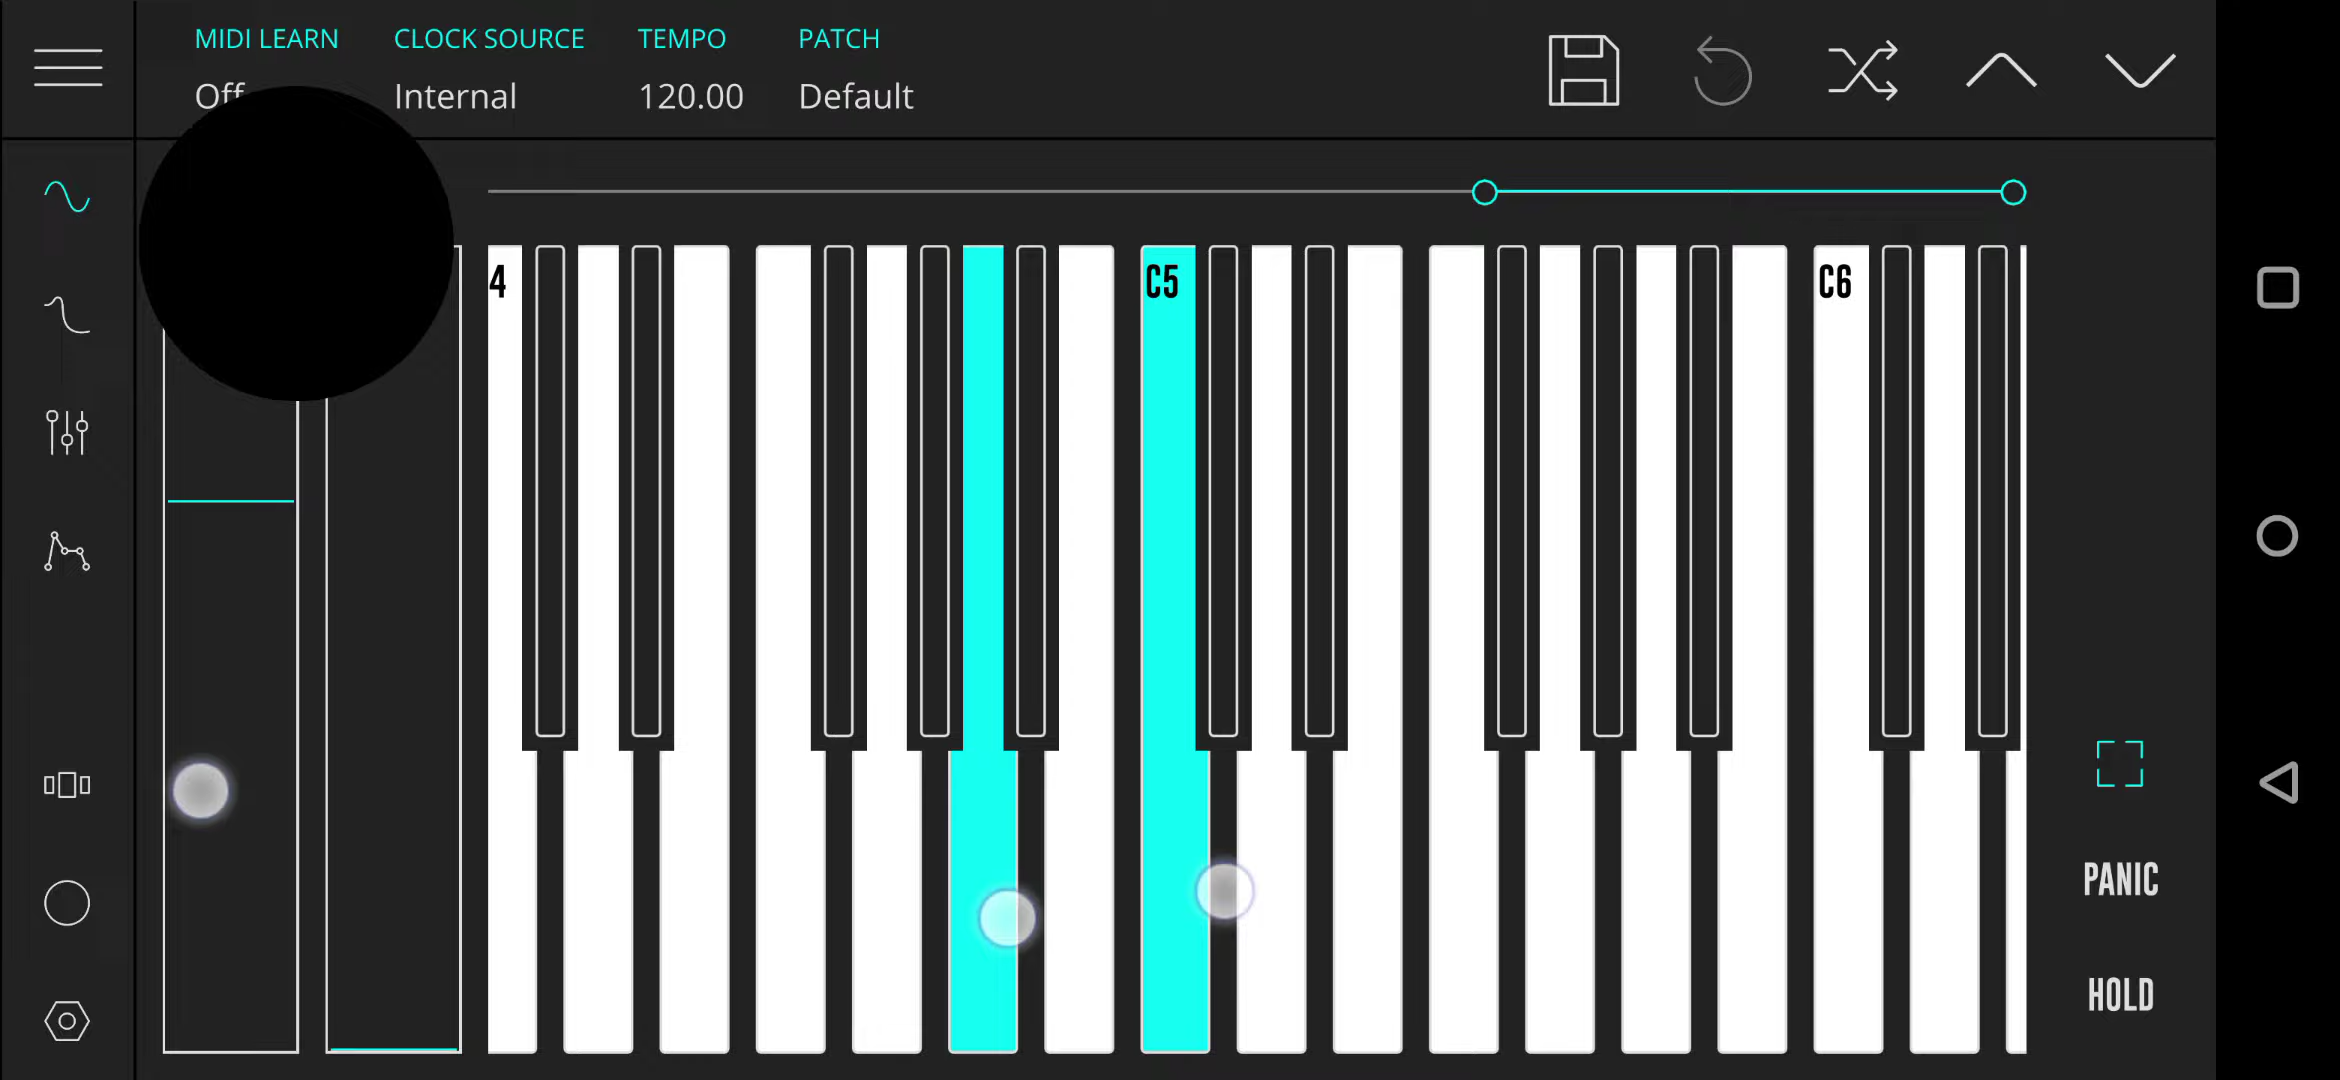 MIDI LEARN CLOCK SOURCE TEMPO PATCH
Off Internal 120.00 Default
4 C5 C6
PANIC
HOLD